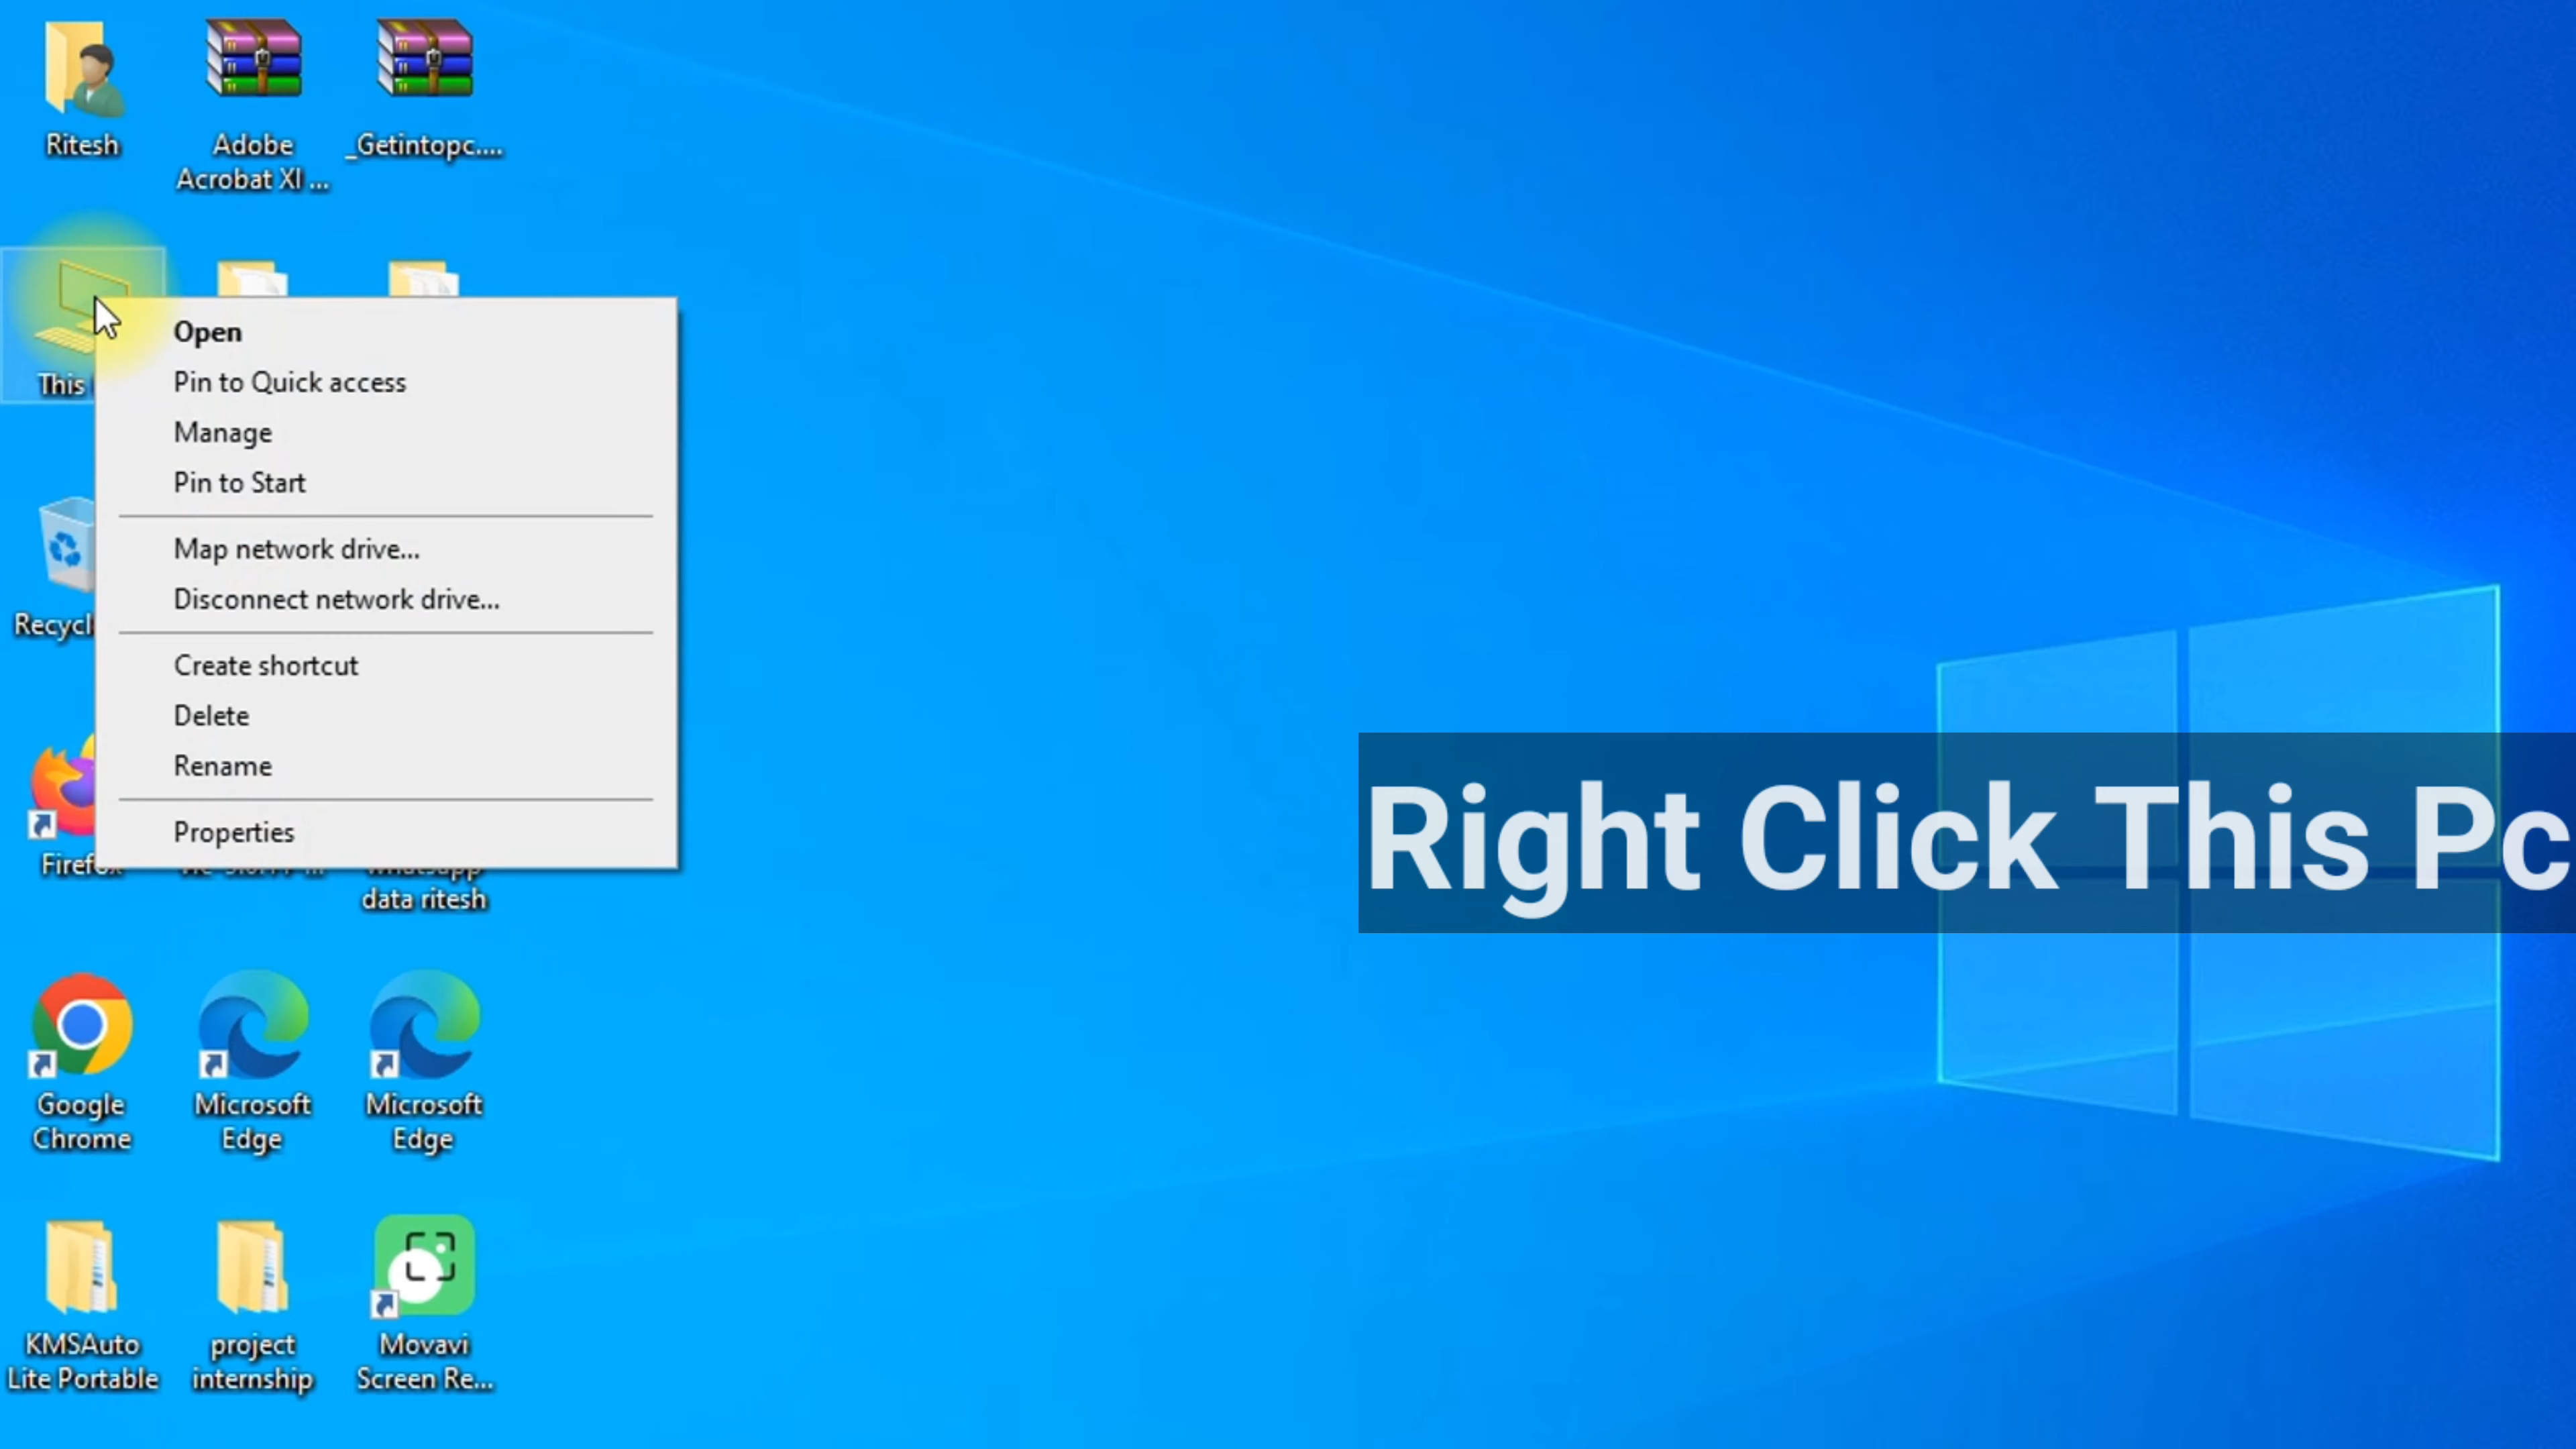 Ritesh
Adobe
Acrobat XI ...
_Getintopc....
This
Open
Pin to Quick access
Manage
Pin to Start
Map network drive...
Disconnect network drive...
Create shortcut
Delete
Rename
Properties
Firefox
data ritesh
Right Click This Pc
Google
Chrome
Microsoft
Edge
Microsoft
Edge
KMSAuto
Lite Portable
project
internship
Movavi
Screen Re...